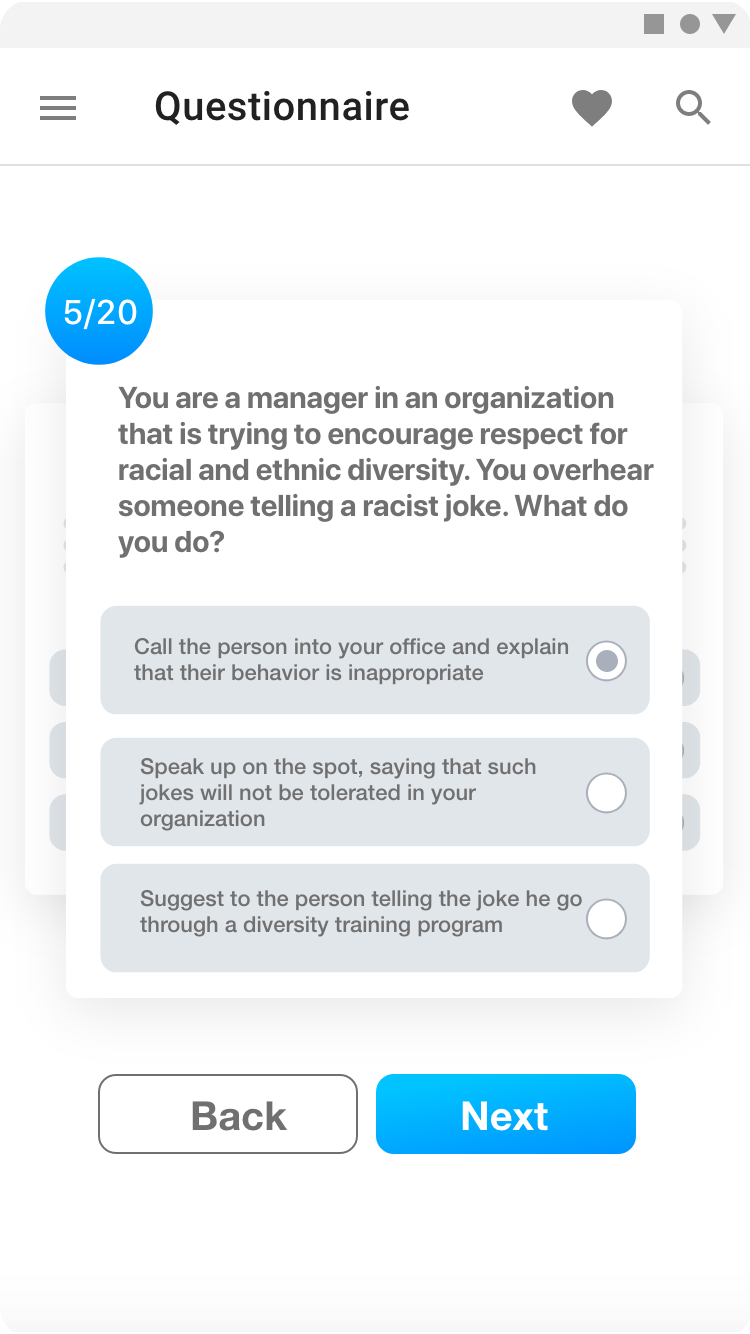 Questionnaire
5/20
You are a manager in an organization
that is trying to encourage respect for
racial and ethnic diversity. You overhear
someone telling a racist joke. What do
you do?
Call the person into your office and explain
that their behavior is inappropriate
Speak up on the spot, saying that such
jokes will not be tolerated in your
organization
Suggest to the person telling the joke he go
through a diversity training program
Back
Next